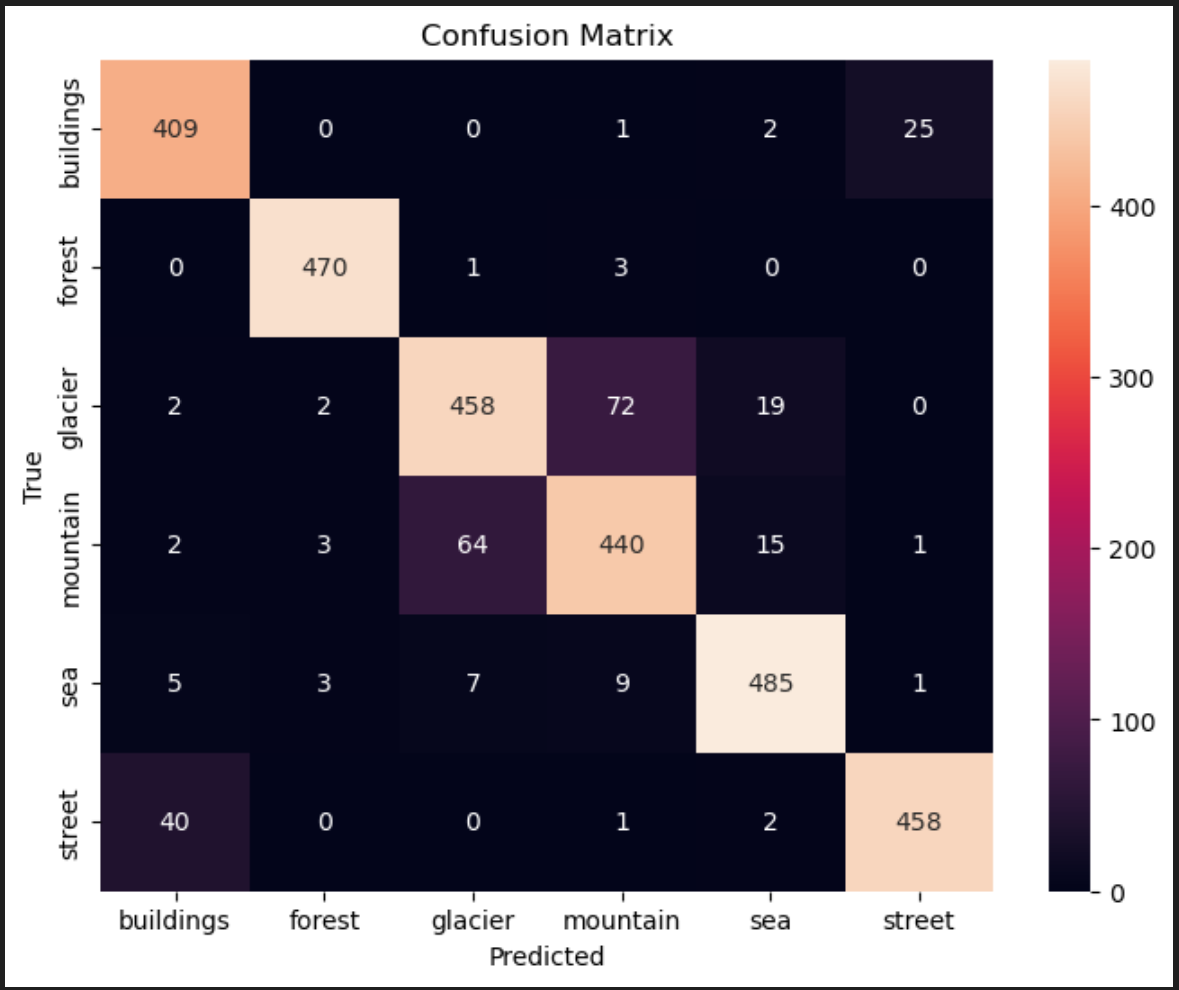 Confusion Matrix
buildings 409 0 0 1 2 25
forest 0 470 1 3 0 0
glacier 2 2 458 72 19 0
mountain 2 3 64 440 15 1
sea 5 3 7 9 485 1
street 40 0 0 1 2 458
True
buildings forest glacier mountain sea street
Predicted
400
300
200
100
0